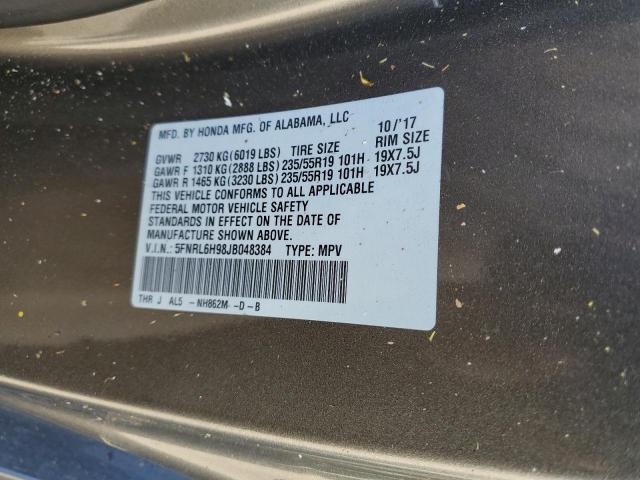 MFD. BY HONDA MFG. OF ALABAMA, LLC 10/'17
GVWR 2730 KG(6019 LBS) TIRE SIZE RIM SIZE
GAWR F 1310 KG(2888 LBS) 235/55R19 101H 19X7.5J
GAWR R 1465 KG(3230 LBS) 235/55R19 101H 19X7.5J
THIS VEHICLE CONFORMS TO ALL APPLICABLE
FEDERAL MOTOR VEHICLE SAFETY
STANDARDS IN EFFECT ON THE DATE OF
MANUFACTURE SHOWN ABOVE.
V.I.N.: 5FNRL6H98JB048384 TYPE: MPV
THR J AL5 -NH862M -D-B